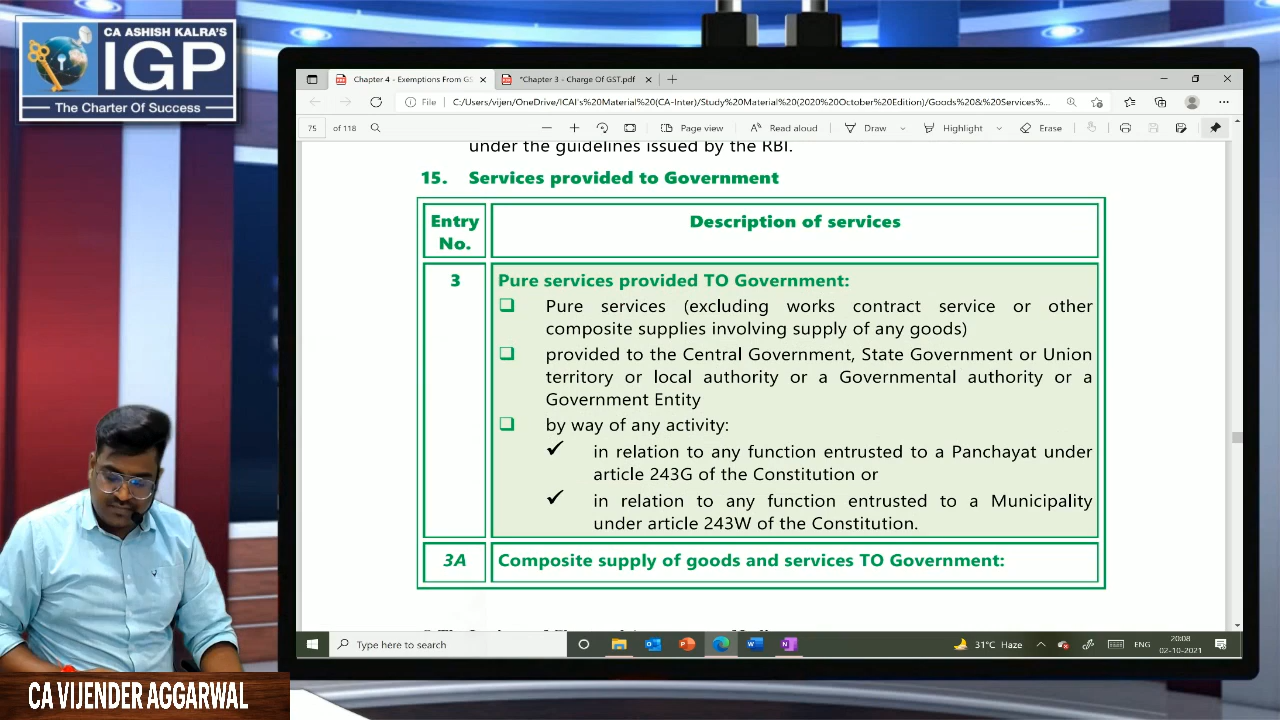 CA ASHISH KALRA'S
IGP
The Charter Of Success
Chapter 4 - Exemptions From GS
*Chapter 3 - Charge Of GST.pdf
File
C:/Users/vijen/OneDrive/ICAI's%20Material%20(CA-Inter)/Study%20Material%20(2020%20October%20Edition)/Goods%20&%20Services%...
75 of 118
Page view
Read aloud
Draw
Highlight
Erase
under the guidelines issued by the RBI.
15. Services provided to Government
Entry
No.
Description of services
3
Pure services provided TO Government:
Pure services (excluding works contract service or other
composite supplies involving supply of any goods)
provided to the Central Government, State Government or Union
territory or local authority or a Governmental authority or a
Government Entity
by way of any activity:
in relation to any function entrusted to a Panchayat under
article 243G of the Constitution or
in relation to any function entrusted to a Municipality
under article 243W of the Constitution.
3A
Composite supply of goods and services TO Government:
Type here to search
31°C Haze
ENG
20:08
02-10-2021
CA VIJENDER AGGARWAL